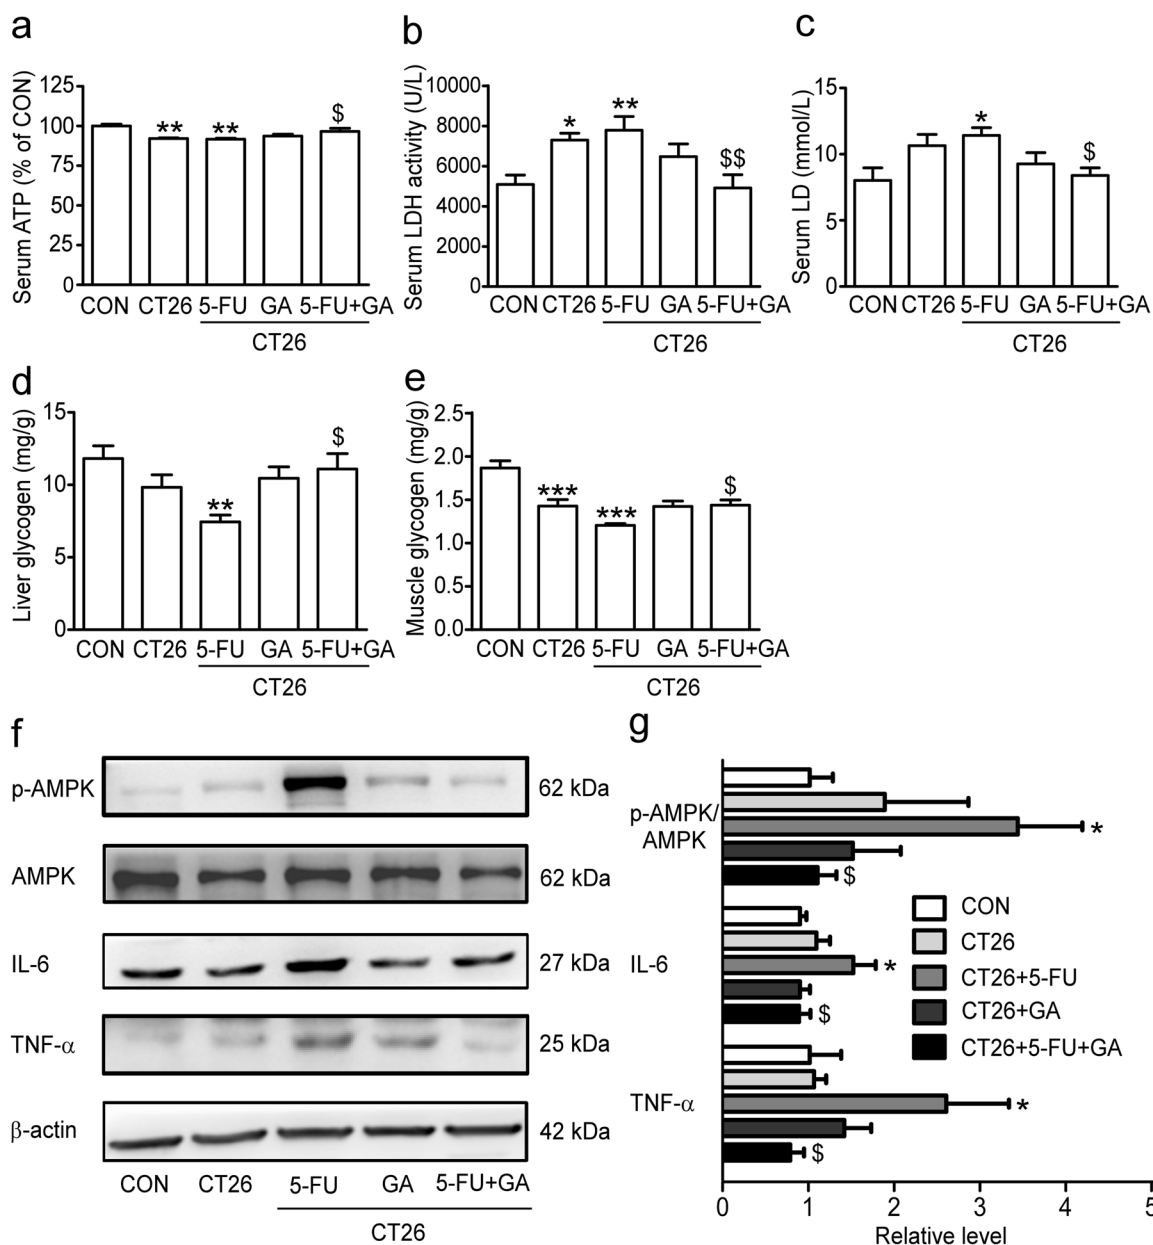 a
Serum ATP (% of CON)
125
100
75
50
25
0
** ** $
CON CT26 5-FU GA 5-FU+GA
CT26
b
Serum LDH activity (U/L)
10000
8000
6000
4000
2000
0
* ** $$
CON CT26 5-FU GA 5-FU+GA
CT26
c
Serum LD (mmol/L)
15
10
5
0
* $
CON CT26 5-FU GA 5-FU+GA
CT26
d
Liver glycogen (mg/g)
15
10
5
0
** $
CON CT26 5-FU GA 5-FU+GA
CT26
e
Muscle glycogen (mg/g)
2.5
2.0
1.5
1.0
0.5
0.0
*** *** $
CON CT26 5-FU GA 5-FU+GA
CT26
f
p-AMPK 62 kDa
AMPK 62 kDa
IL-6 27 kDa
TNF-α 25 kDa
β-actin 42 kDa
CON CT26 5-FU GA 5-FU+GA
CT26
g
p-AMPK/
AMPK
* $
IL-6
* $
TNF-α
* $
CON
CT26
CT26+5-FU
CT26+GA
CT26+5-FU+GA
0 1 2 3 4 5
Relative level